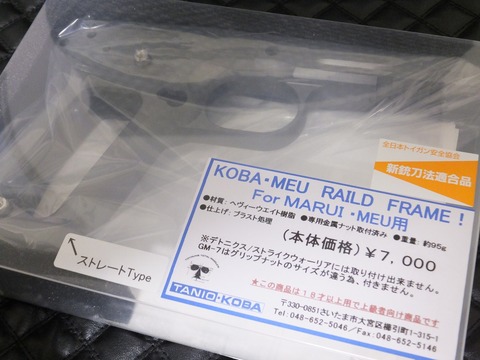 全日本トイガン安全協会
新銃刀法適合品
KOBA・MEU RAILD FRAME!
For MARUI・MEU用
●材質:ヘヴィーウエイト樹脂 ●専用金属ナット取付済み ●重量:約95g
●仕上げ:ブラスト処理
(本体価格) ¥7,000
※デトニクス/ストライクウォーリアには取り付け出来ません。
GM-7はグリップナットのサイズが違う為、付きません。
★この商品は18才以上用で上級者向け商品です
TANIO・KOBA
〒330-0851さいたま市大宮区櫛引町1-315-1
Tel:048-652-5046/Fax:048-652-5146
ストレートType